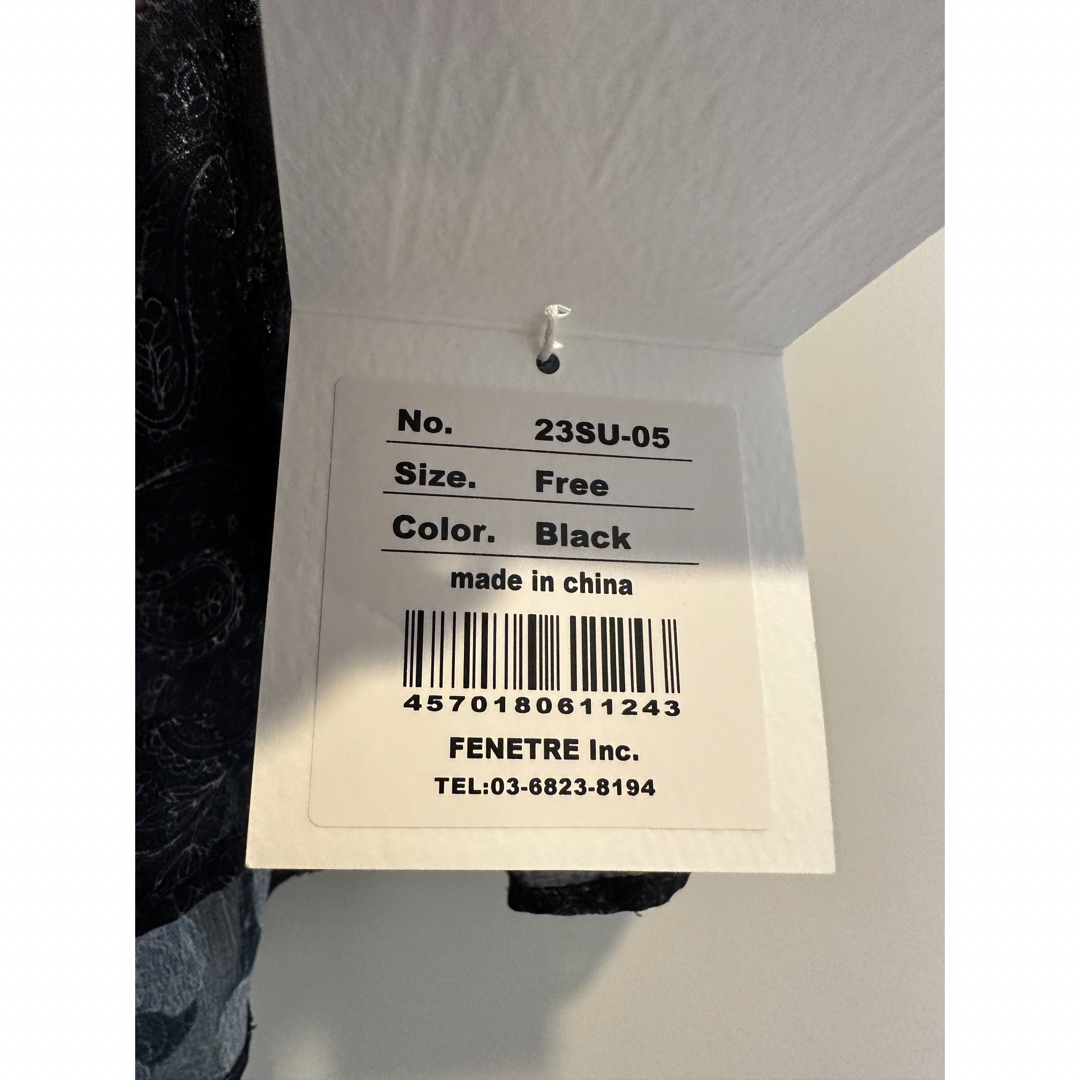 No. 23SU-05
Size. Free
Color. Black
made in china
4570180611243
FENETRE Inc.
TEL:03-6823-8194